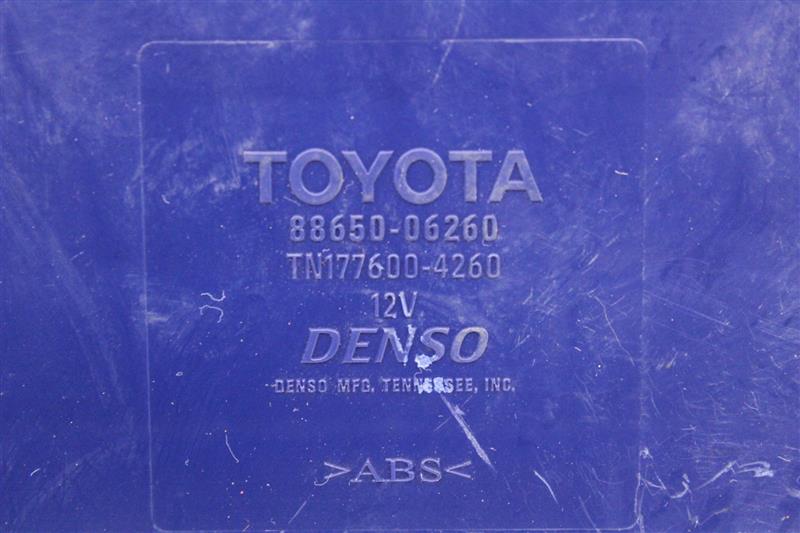 TOYOTA
88650-06260
TN177600-4260
12V
DENSO
DENSO MFG. TENNESSEE, INC.
>ABS<